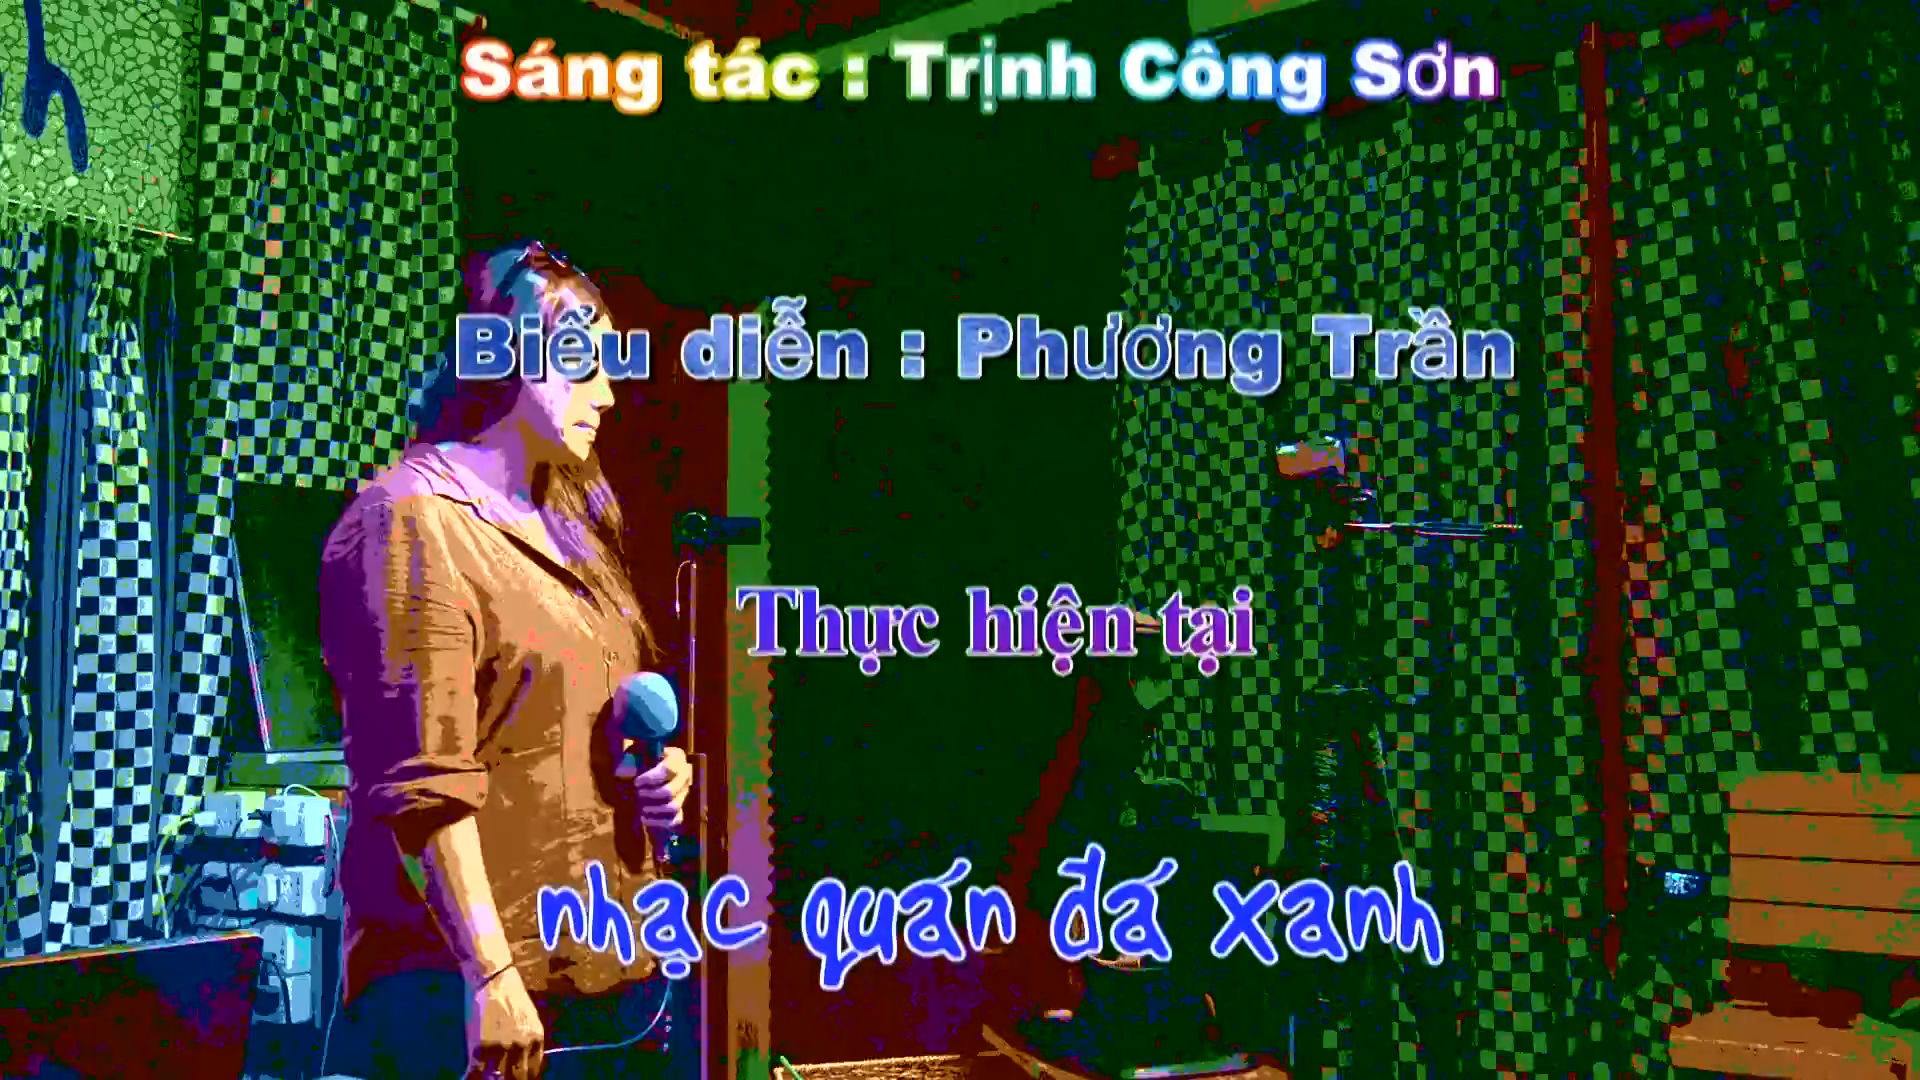 Sáng tác : Trịnh Công Sơn
Biểu diễn : Phương Trần
Thực hiện tại
nhạc quán đá xanh